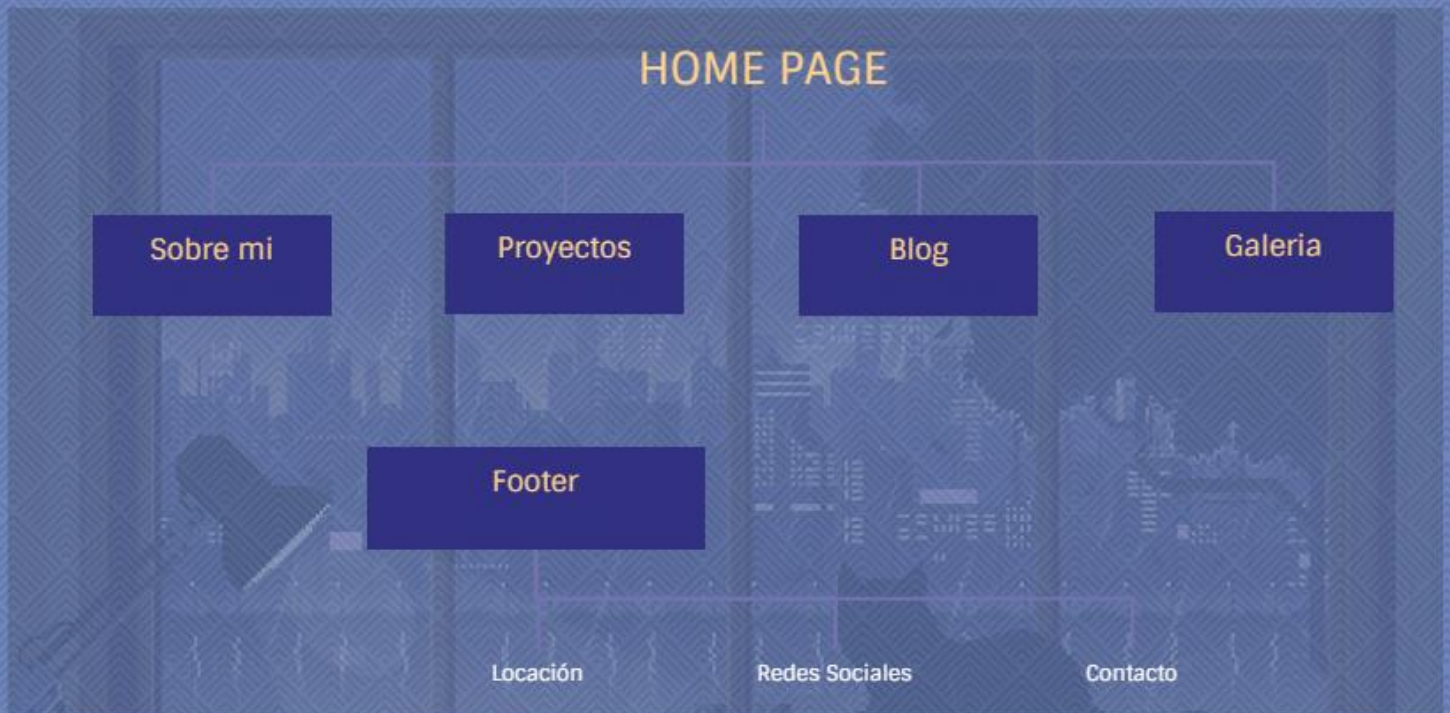 HOME PAGE
Sobre mi
Proyectos
Blog
Galeria
Footer
Locación
Redes Sociales
Contacto